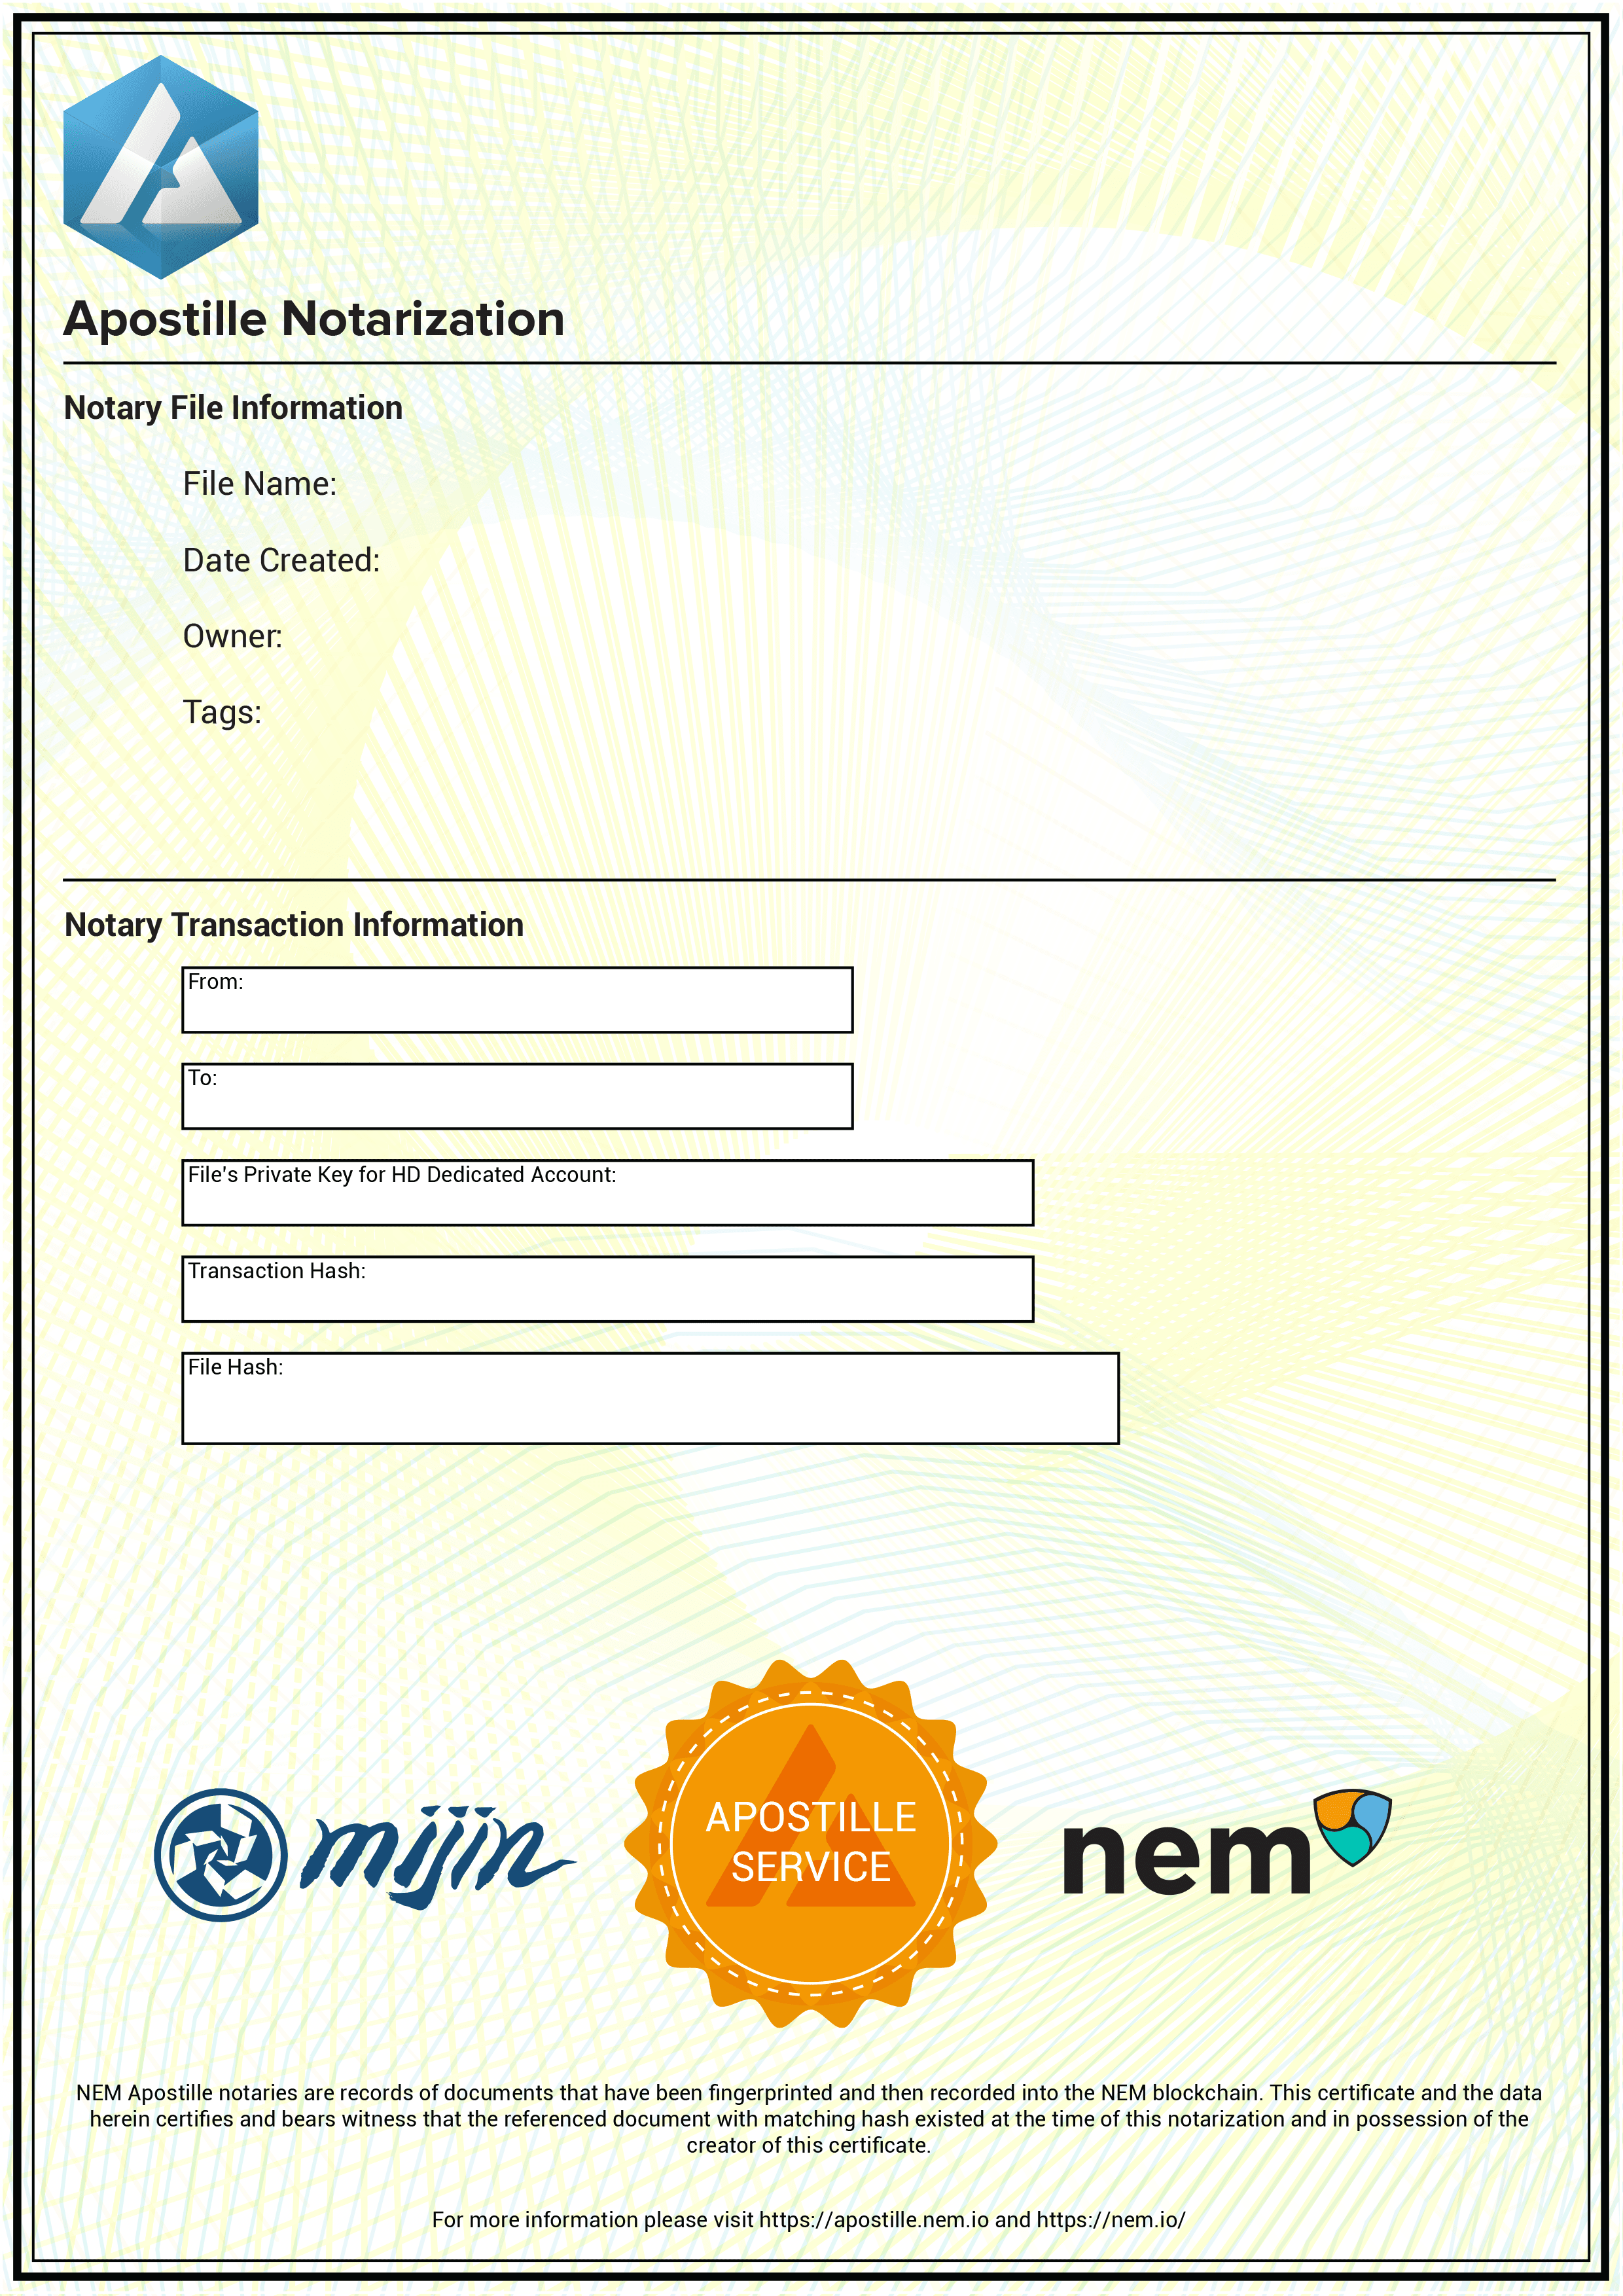 Apostille Notarization
Notary File Information
File Name:
Date Created:
Owner:
Tags:
Notary Transaction Information
From:
To:
File's Private Key for HD Dedicated Account:
Transaction Hash:
File Hash:
mijin
APOSTILLE
SERVICE
nem
NEM Apostille notaries are records of documents that have been fingerprinted and then recorded into the NEM blockchain. This certificate and the data
herein certifies and bears witness that the referenced document with matching hash existed at the time of this notarization and in possession of the
creator of this certificate.
For more information please visit https://apostille.nem.io and https://nem.io/